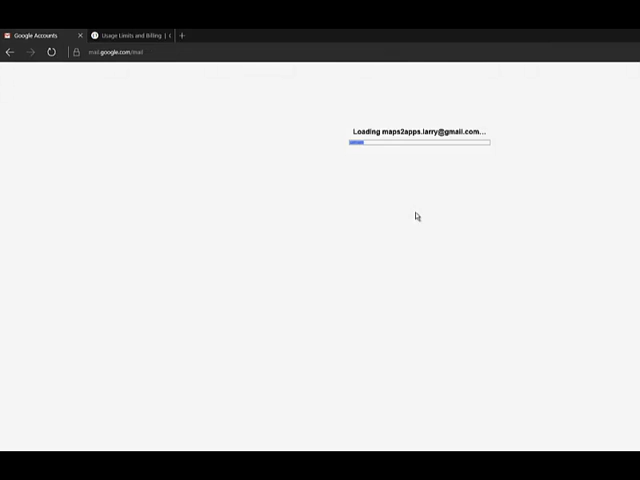 Google Accounts
Usage Limits and Billing |
mail.google.com/mail
Loading maps2apps.larry@gmail.com...